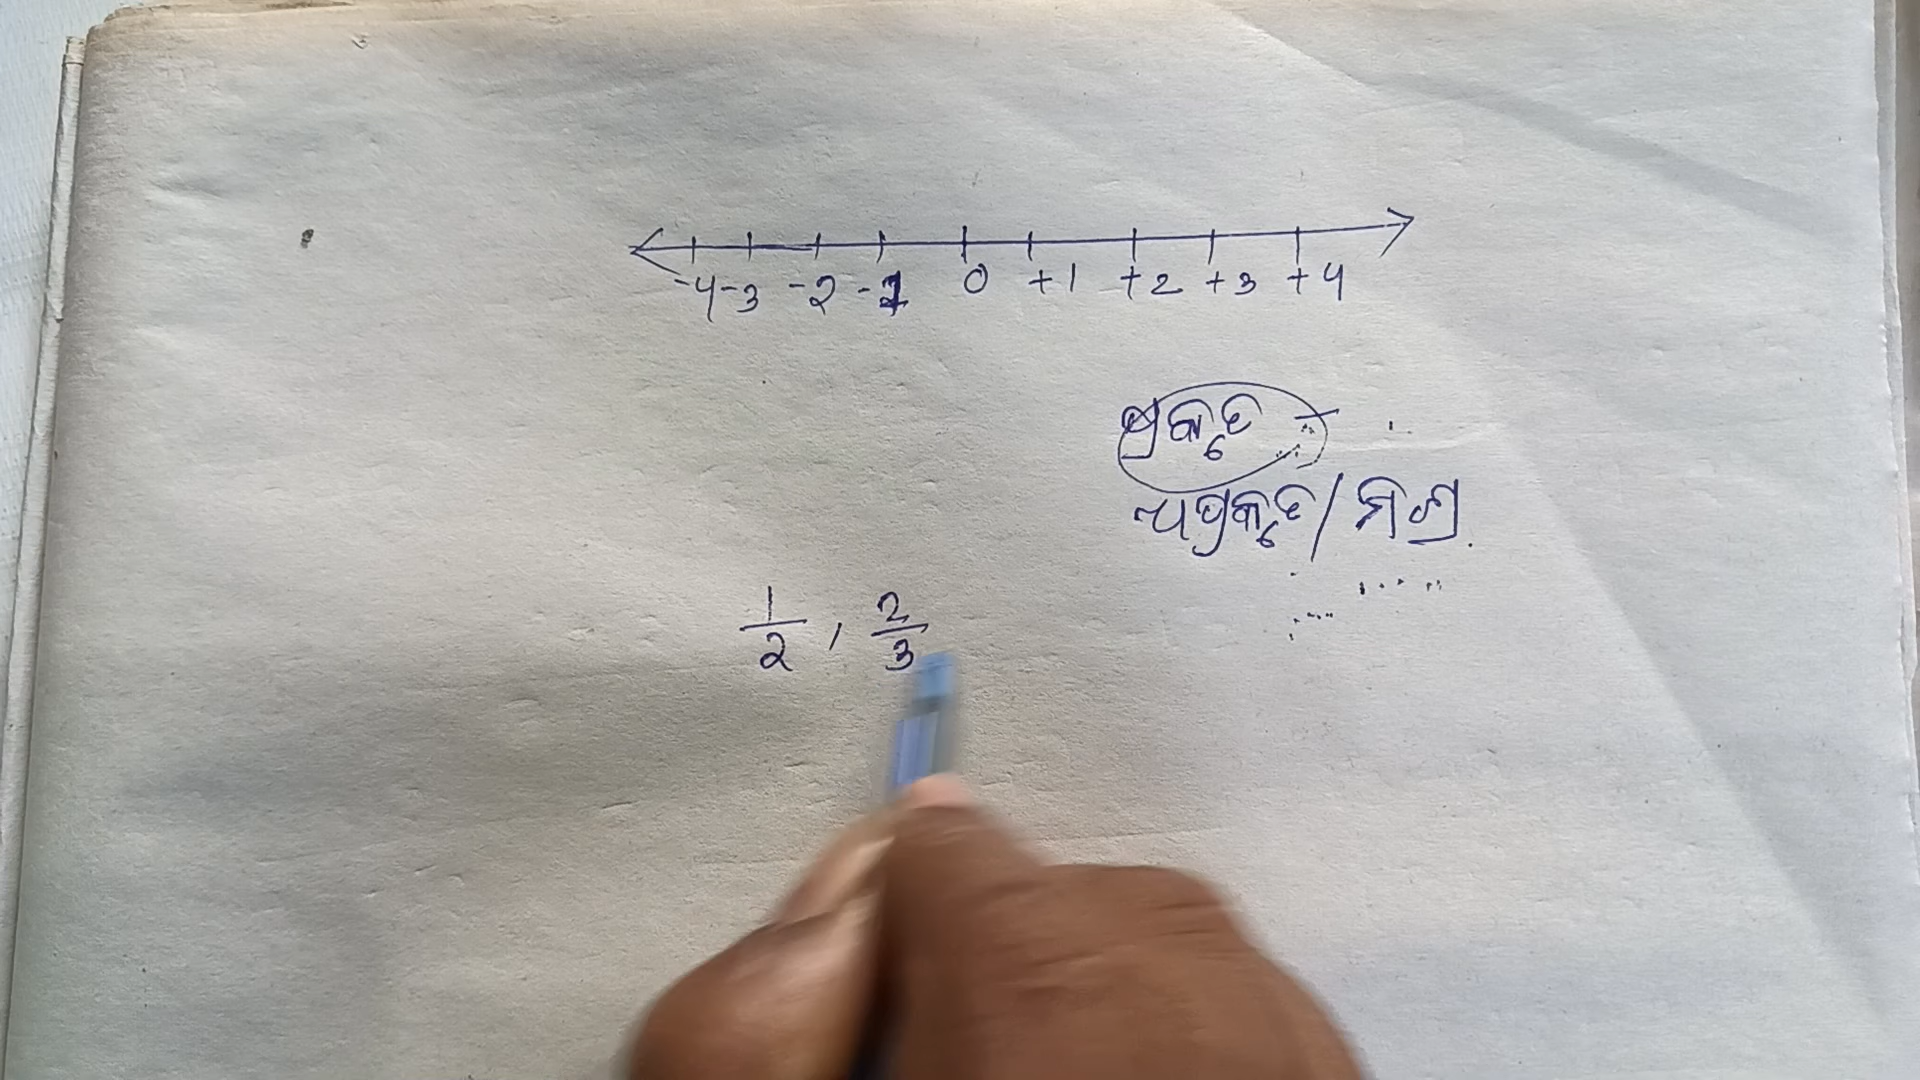 -4 -3 -2 -1 0 +1 +2 +3 +4
ପ୍ରକୃତ -
ଅପ୍ରକୃତ / ମିଶ୍ର
1/2 , 2/3